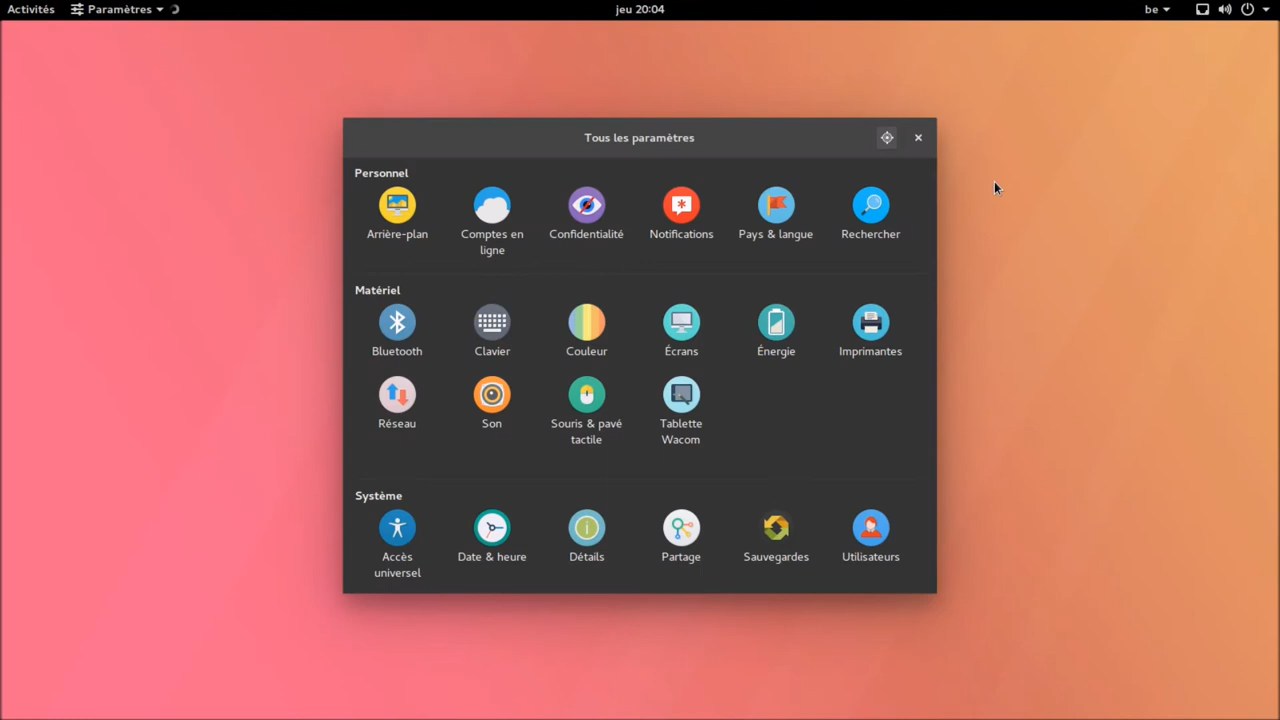 Activités Paramètres jeu 20:04 be
Tous les paramètres
Personnel
Arrière-plan
Comptes en
ligne
Confidentialité
Notifications
Pays & langue
Rechercher
Matériel
Bluetooth
Clavier
Couleur
Écrans
Énergie
Imprimantes
Réseau
Son
Souris & pavé
tactile
Tablette
Wacom
Système
Accès
universel
Date & heure
Détails
Partage
Sauvegardes
Utilisateurs